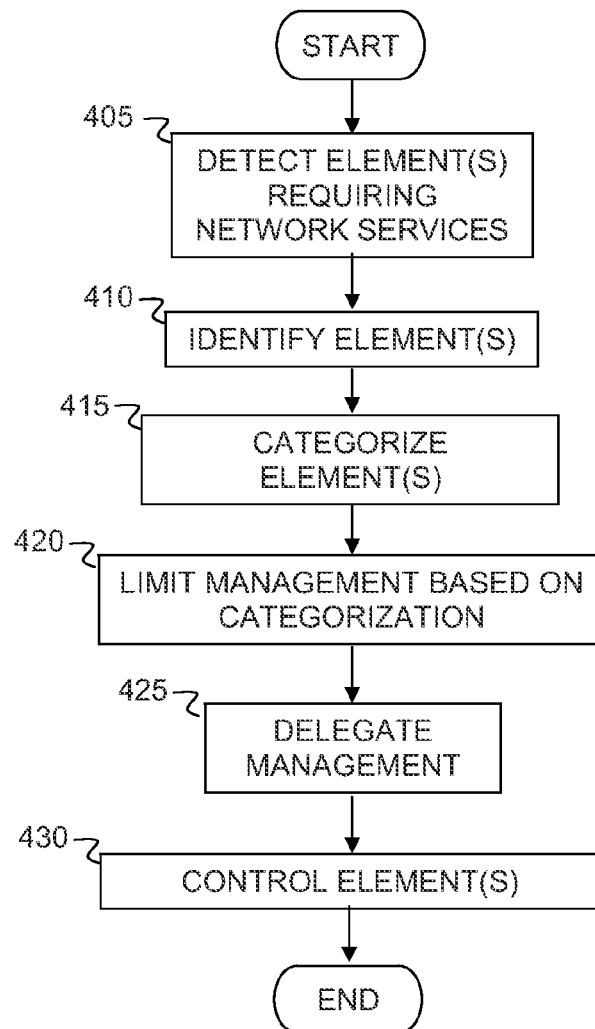 START
405
DETECT ELEMENT(S)
REQUIRING
NETWORK SERVICES
410
IDENTIFY ELEMENT(S)
415
CATEGORIZE
ELEMENT(S)
420
LIMIT MANAGEMENT BASED ON
CATEGORIZATION
425
DELEGATE
MANAGEMENT
430
CONTROL ELEMENT(S)
END